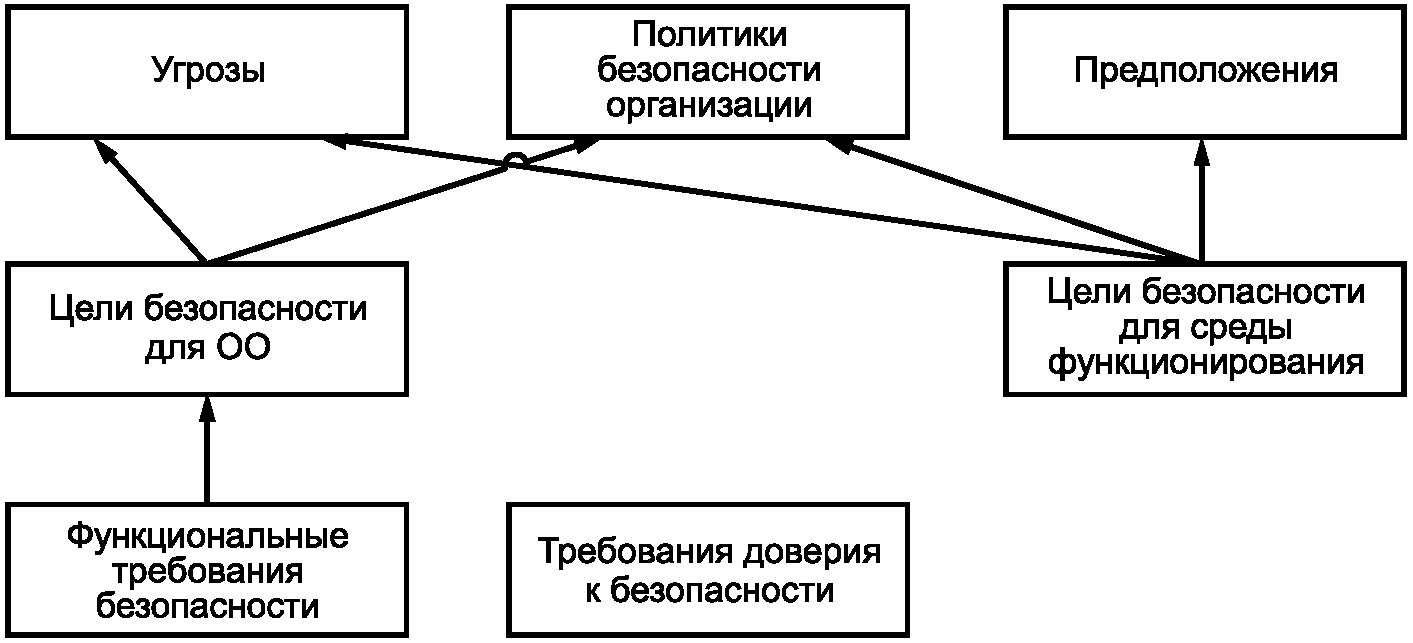 Угрозы
Политики
безопасности
организации
Предположения
Цели безопасности
для ОО
Цели безопасности
для среды
функционирования
Функциональные
требования
безопасности
Требования доверия
к безопасности